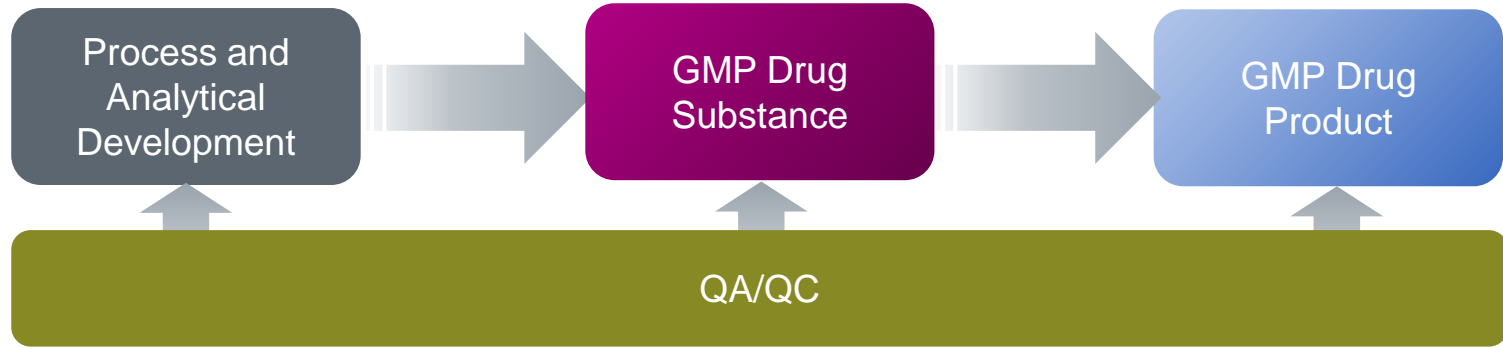 Process and
Analytical
Development
GMP Drug
Substance
GMP Drug
Product
QA/QC